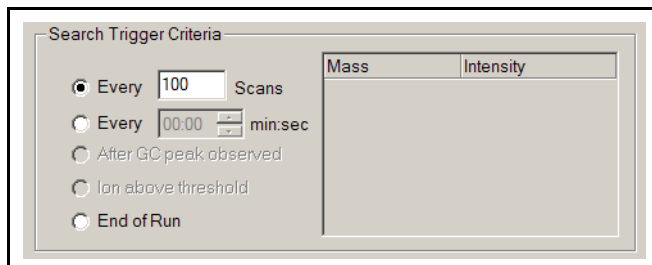 Search Trigger Criteria
Every 100 Scans
Every 00:00 min:sec
After GC peak observed
Ion above threshold
End of Run
Mass Intensity